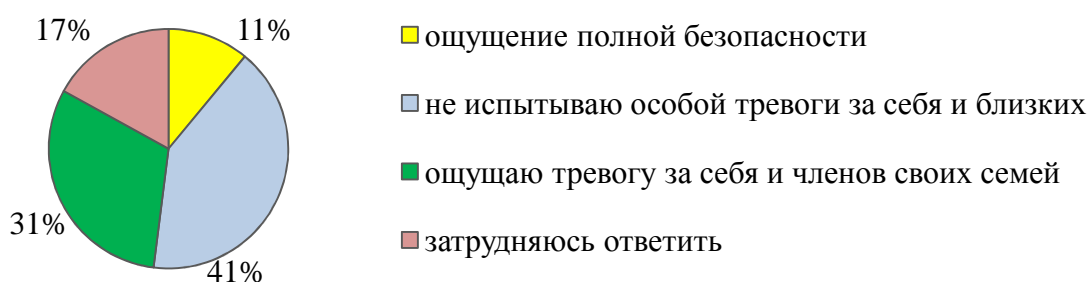 17%
11%
31%
41%
ощущение полной безопасности
не испытываю особой тревоги за себя и близких
ощущаю тревогу за себя и членов своих семей
затрудняюсь ответить